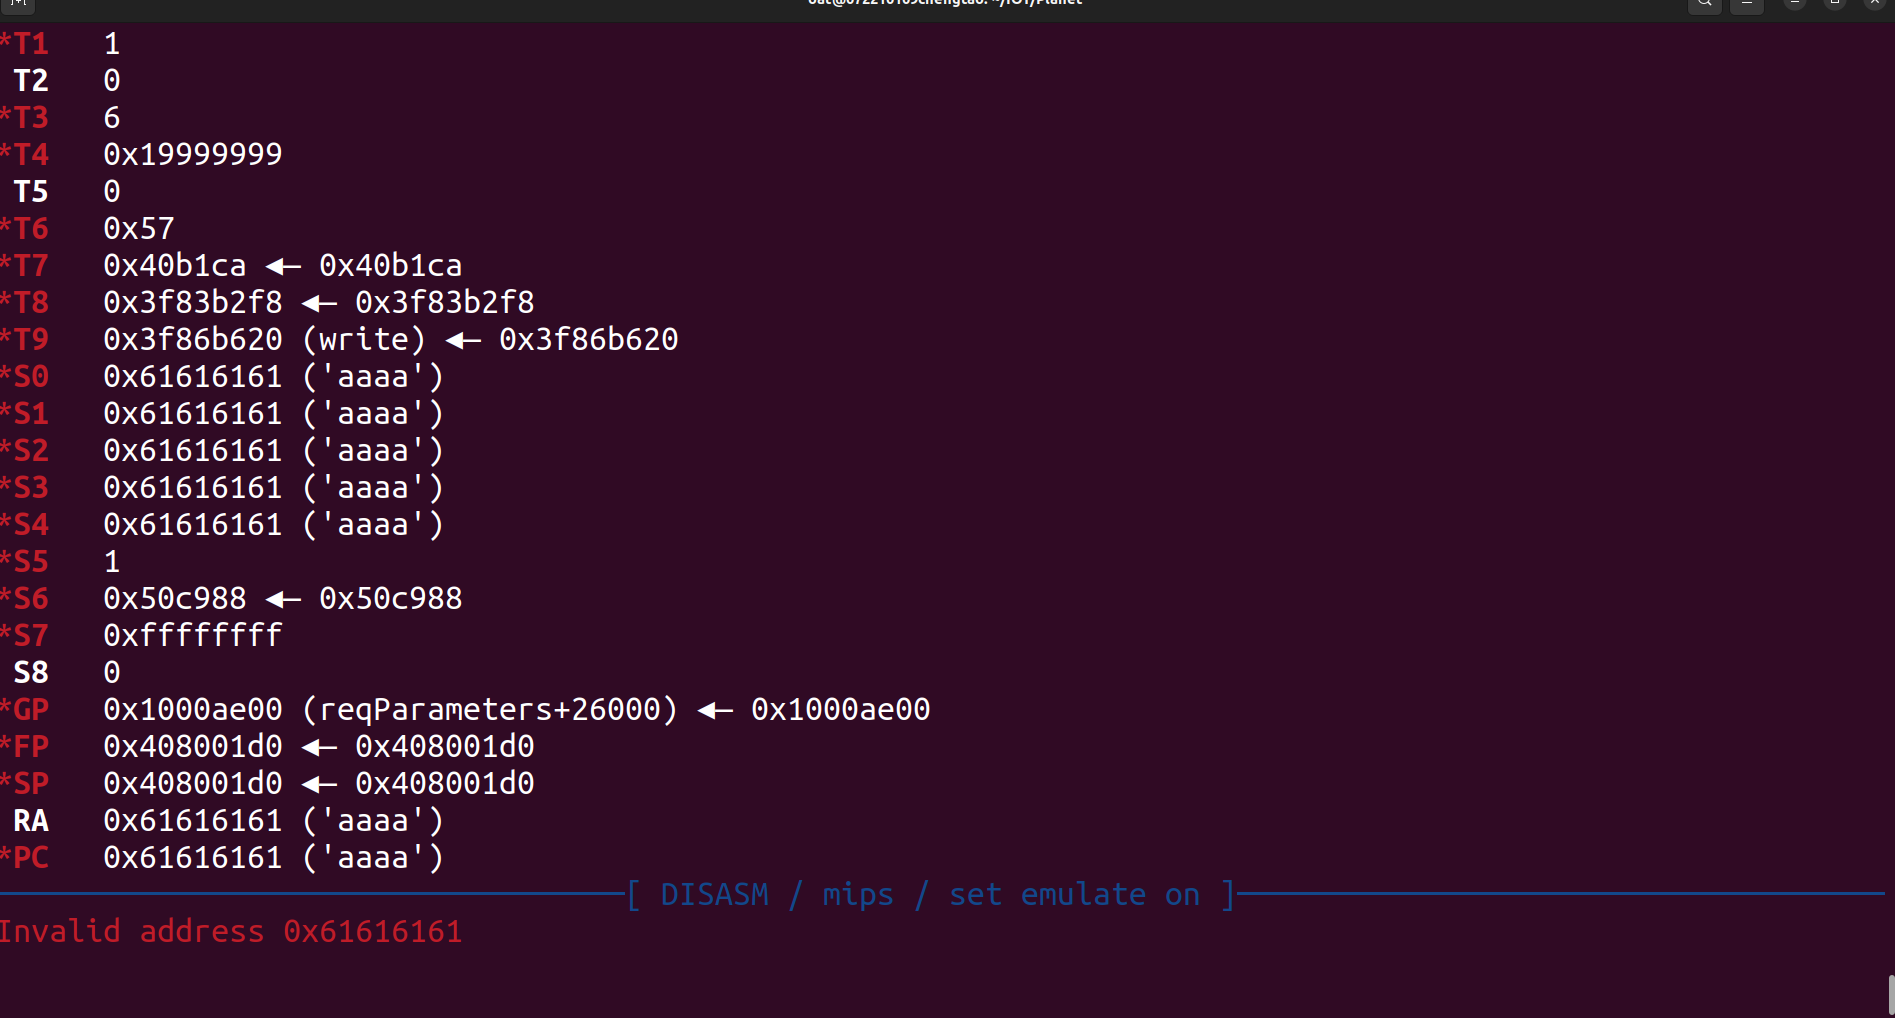 *T1 1
T2 0
*T3 6
*T4 0x19999999
T5 0
*T6 0x57
*T7 0x40b1ca ◂— 0x40b1ca
*T8 0x3f83b2f8 ◂— 0x3f83b2f8
*T9 0x3f86b620 (write) ◂— 0x3f86b620
*S0 0x61616161 ('aaaa')
*S1 0x61616161 ('aaaa')
*S2 0x61616161 ('aaaa')
*S3 0x61616161 ('aaaa')
*S4 0x61616161 ('aaaa')
*S5 1
*S6 0x50c988 ◂— 0x50c988
*S7 0xffffffff
S8 0
*GP 0x1000ae00 (reqParameters+26000) ◂— 0x1000ae00
*FP 0x408001d0 ◂— 0x408001d0
*SP 0x408001d0 ◂— 0x408001d0
RA 0x61616161 ('aaaa')
*PC 0x61616161 ('aaaa')
[ DISASM / mips / set emulate on ]
Invalid address 0x61616161